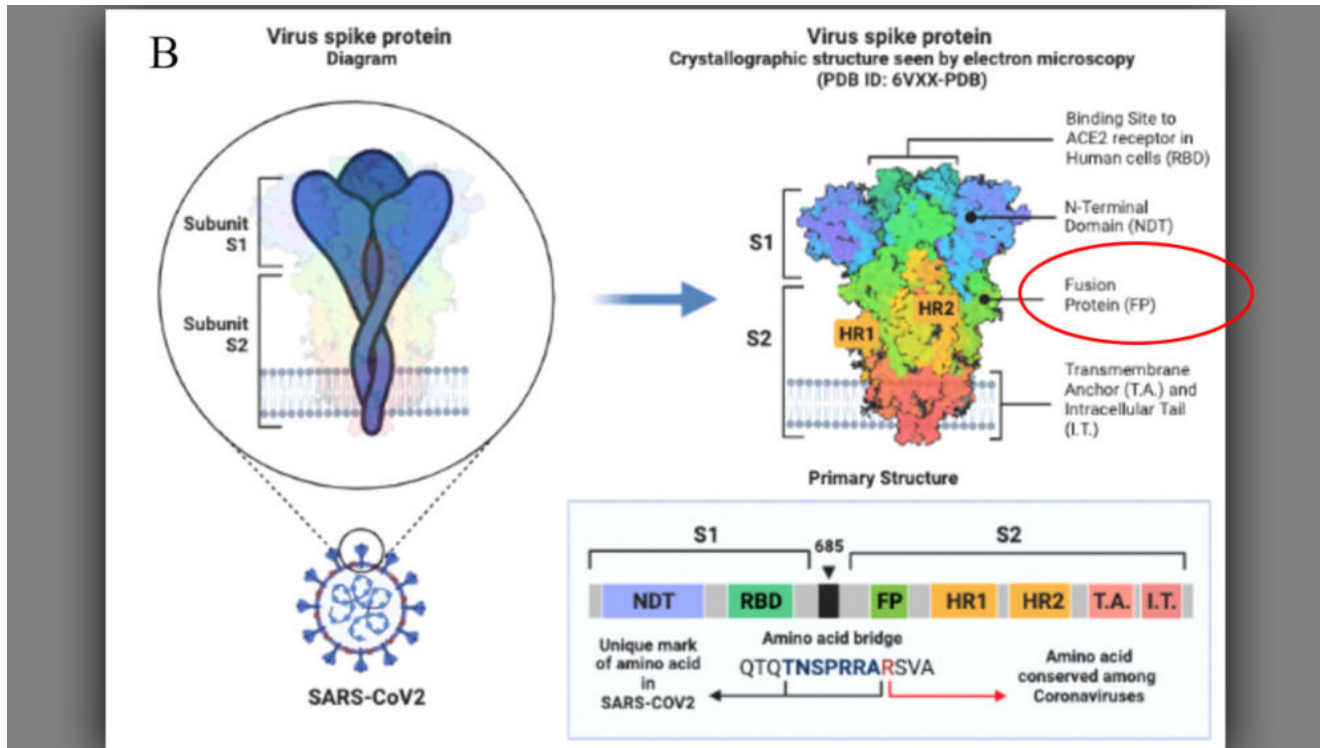 B
Virus spike protein
Diagram
Subunit
S1
Subunit
S2
SARS-CoV2
Virus spike protein
Crystallographic structure seen by electron microscopy
(PDB ID: 6VXX-PDB)
Binding Site to
ACE2 receptor in
Human cells (RBD)
N-Terminal
Domain (NDT)
Fusion
Protein (FP)
Transmembrane
Anchor (T.A.) and
Intracellular Tail
(I.T.)
S1
S2
HR2
HR1
Primary Structure
S1 685 S2
NDT RBD FP HR1 HR2 T.A. I.T.
Unique mark
of amino acid
in
SARS-COV2
Amino acid bridge
QTQTNSPRRARSVA
Amino acid
conserved among
Coronaviruses